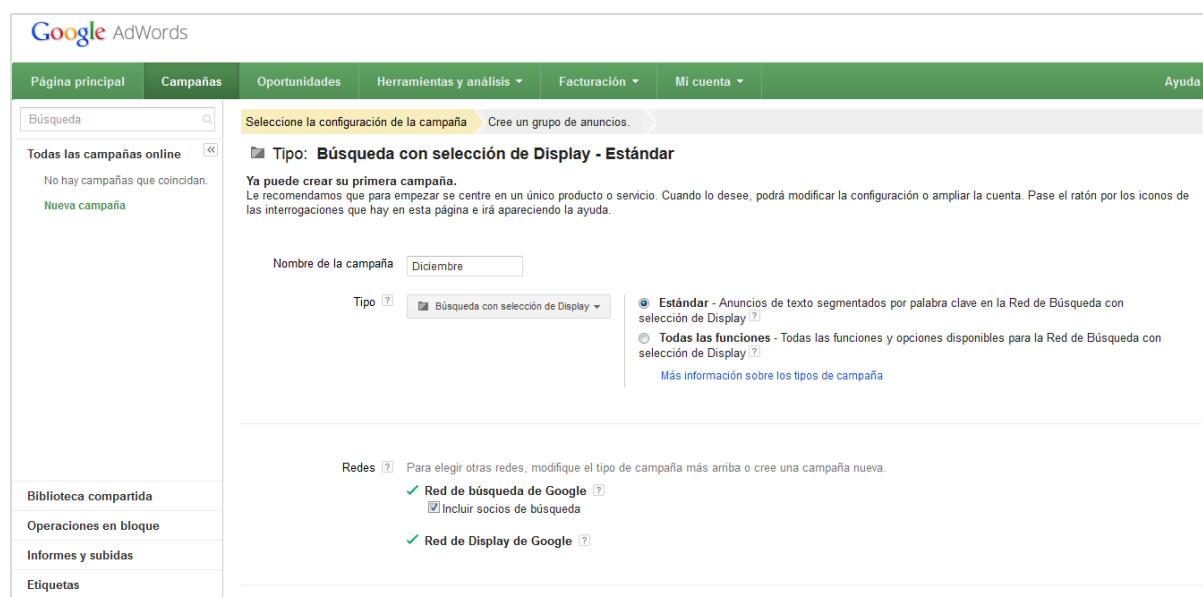 Google AdWords
Página principal Campañas Oportunidades Herramientas y análisis Facturación Mi cuenta Ayuda
Búsqueda
Todas las campañas online
No hay campañas que coincidan.
Nueva campaña
Biblioteca compartida
Operaciones en bloque
Informes y subidas
Etiquetas
Seleccione la configuración de la campaña Cree un grupo de anuncios.
Tipo: Búsqueda con selección de Display - Estándar
Ya puede crear su primera campaña.
Le recomendamos que para empezar se centre en un único producto o servicio. Cuando lo desee, podrá modificar la configuración o ampliar la cuenta. Pase el ratón por los iconos de
las interrogaciones que hay en esta página e irá apareciendo la ayuda.
Nombre de la campaña Diciembre
Tipo ? Búsqueda con selección de Display
Estándar - Anuncios de texto segmentados por palabra clave en la Red de Búsqueda con
selección de Display ?
Todas las funciones - Todas las funciones y opciones disponibles para la Red de Búsqueda con
selección de Display ?
Más información sobre los tipos de campaña
Redes ? Para elegir otras redes, modifique el tipo de campaña más arriba o cree una campaña nueva.
Red de búsqueda de Google ?
Incluir socios de búsqueda
Red de Display de Google ?